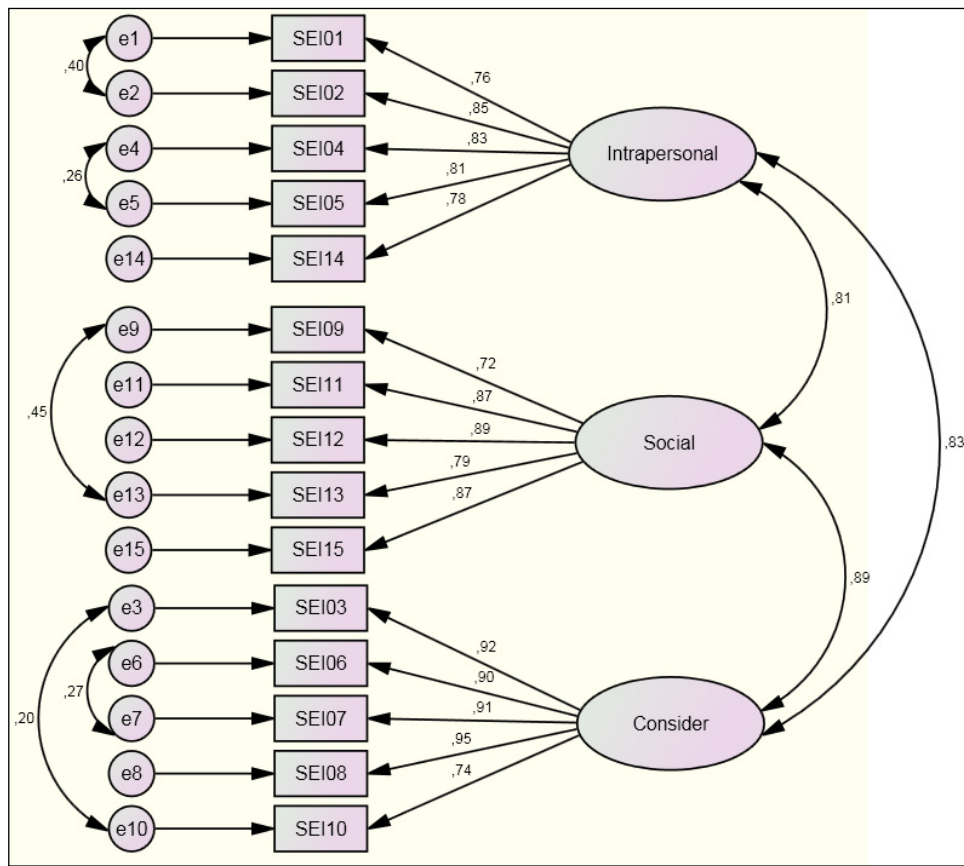 e1 SEI01
,40 ,76
e2 SEI02 ,85
e4 SEI04 ,83 Intrapersonal
,26 ,81
e5 SEI05 ,78
e14 SEI14
,81
e9 SEI09
,72
e11 SEI11 ,87
,45 ,89
e12 SEI12 Social
,79 ,83
e13 SEI13 ,87
e15 SEI15
,89
e3 SEI03
,92
e6 SEI06 ,90
,27 ,91
,20 e7 SEI07 Consider
,95
e8 SEI08 ,74
e10 SEI10